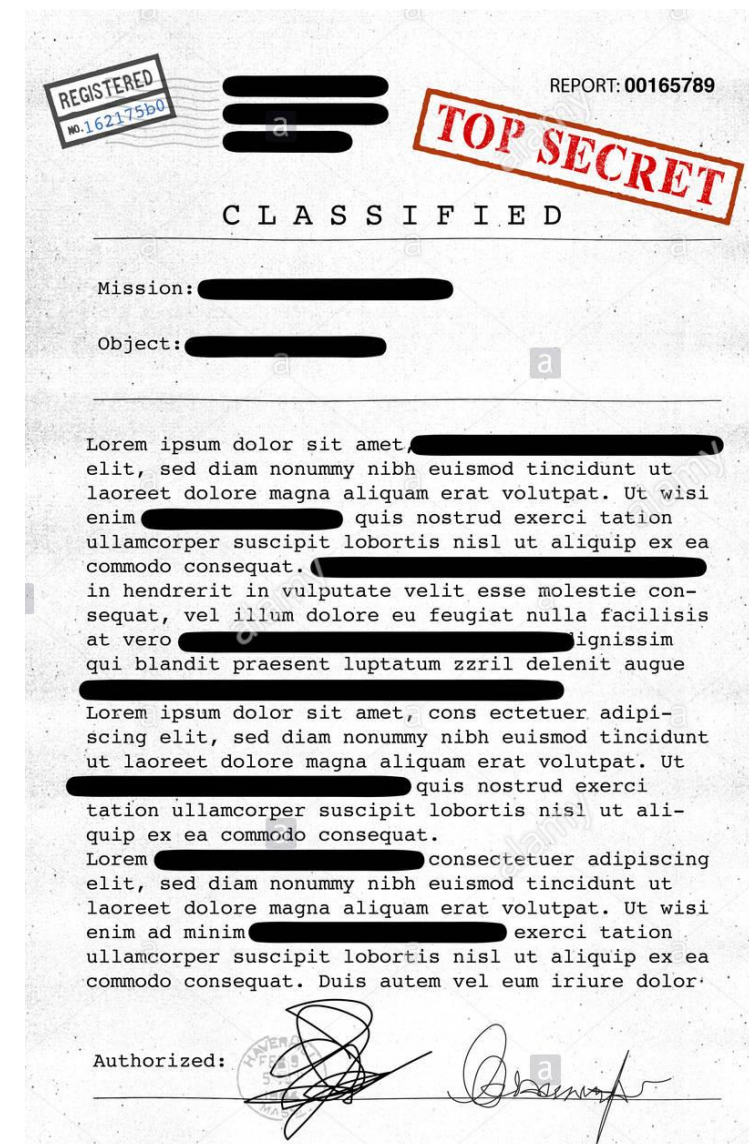 REGISTERED
NO. 162175b0
REPORT: 00165789
TOP SECRET
CLASSIFIED
Mission:
Object:
Lorem ipsum dolor sit amet,
elit, sed diam nonummy nibh euismod tincidunt ut
laoreet dolore magna aliquam erat volutpat. Ut wisi
enim quis nostrud exerci tation
ullamcorper suscipit lobortis nisl ut aliquip ex ea
commodo consequat.
in hendrerit in vulputate velit esse molestie con-
sequat, vel illum dolore eu feugiat nulla facilisis
at vero ignissim
qui blandit praesent luptatum zzril delenit augue
Lorem ipsum dolor sit amet, cons ectetuer adipi-
scing elit, sed diam nonummy nibh euismod tincidunt
ut laoreet dolore magna aliquam erat volutpat. Ut
quis nostrud exerci
tation ullamcorper suscipit lobortis nisl ut ali-
quip ex ea commodo consequat.
Lorem consectetuer adipiscing
elit, sed diam nonummy nibh euismod tincidunt ut
laoreet dolore magna aliquam erat volutpat. Ut wisi
enim ad minim exerci tation
ullamcorper suscipit lobortis nisl ut aliquip ex ea
commodo consequat. Duis autem vel eum iriure dolor
Authorized:
alamy